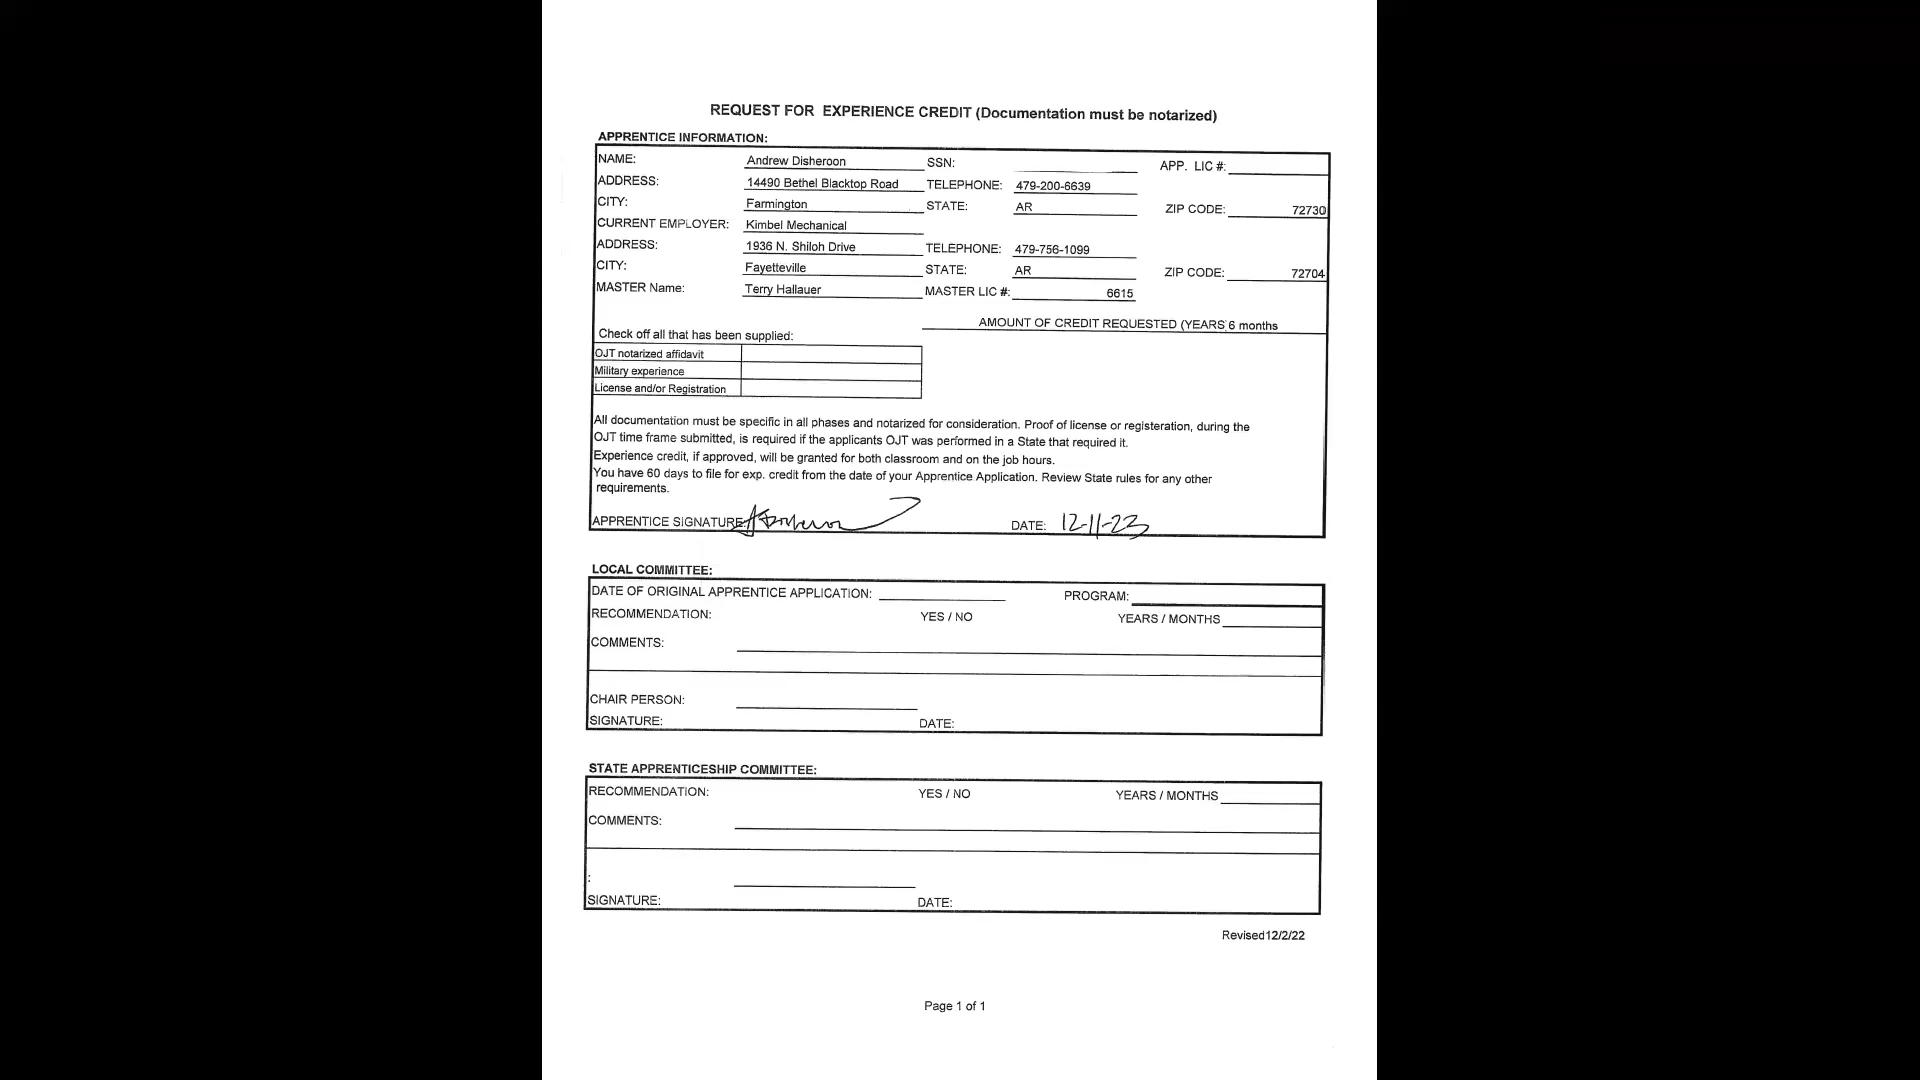 REQUEST FOR EXPERIENCE CREDIT (Documentation must be notarized)
APPRENTICE INFORMATION:
NAME: Andrew Disheroon SSN: APP. LIC #:
ADDRESS: 14490 Bethel Blacktop Road TELEPHONE: 479-200-6639
CITY: Farmington STATE: AR ZIP CODE: 72730
CURRENT EMPLOYER: Kimbel Mechanical
ADDRESS: 1936 N. Shiloh Drive TELEPHONE: 479-756-1099
CITY: Fayetteville STATE: AR ZIP CODE: 72704
MASTER Name: Terry Hallauer MASTER LIC #: 6615
AMOUNT OF CREDIT REQUESTED (YEARS 6 months
Check off all that has been supplied:
OJT notarized affidavit
Military experience
License and/or Registration
All documentation must be specific in all phases and notarized for consideration. Proof of license or registeration, during the
OJT time frame submitted, is required if the applicants OJT was performed in a State that required it.
Experience credit, if approved, will be granted for both classroom and on the job hours.
You have 60 days to file for exp. credit from the date of your Apprentice Application. Review State rules for any other
requirements.
APPRENTICE SIGNATURE: DATE: 12-11-23
LOCAL COMMITTEE:
DATE OF ORIGINAL APPRENTICE APPLICATION: PROGRAM:
RECOMMENDATION: YES / NO YEARS / MONTHS
COMMENTS:
CHAIR PERSON:
SIGNATURE: DATE:
STATE APPRENTICESHIP COMMITTEE:
RECOMMENDATION: YES / NO YEARS / MONTHS
COMMENTS:
:
SIGNATURE: DATE:
Revised12/2/22
Page 1 of 1